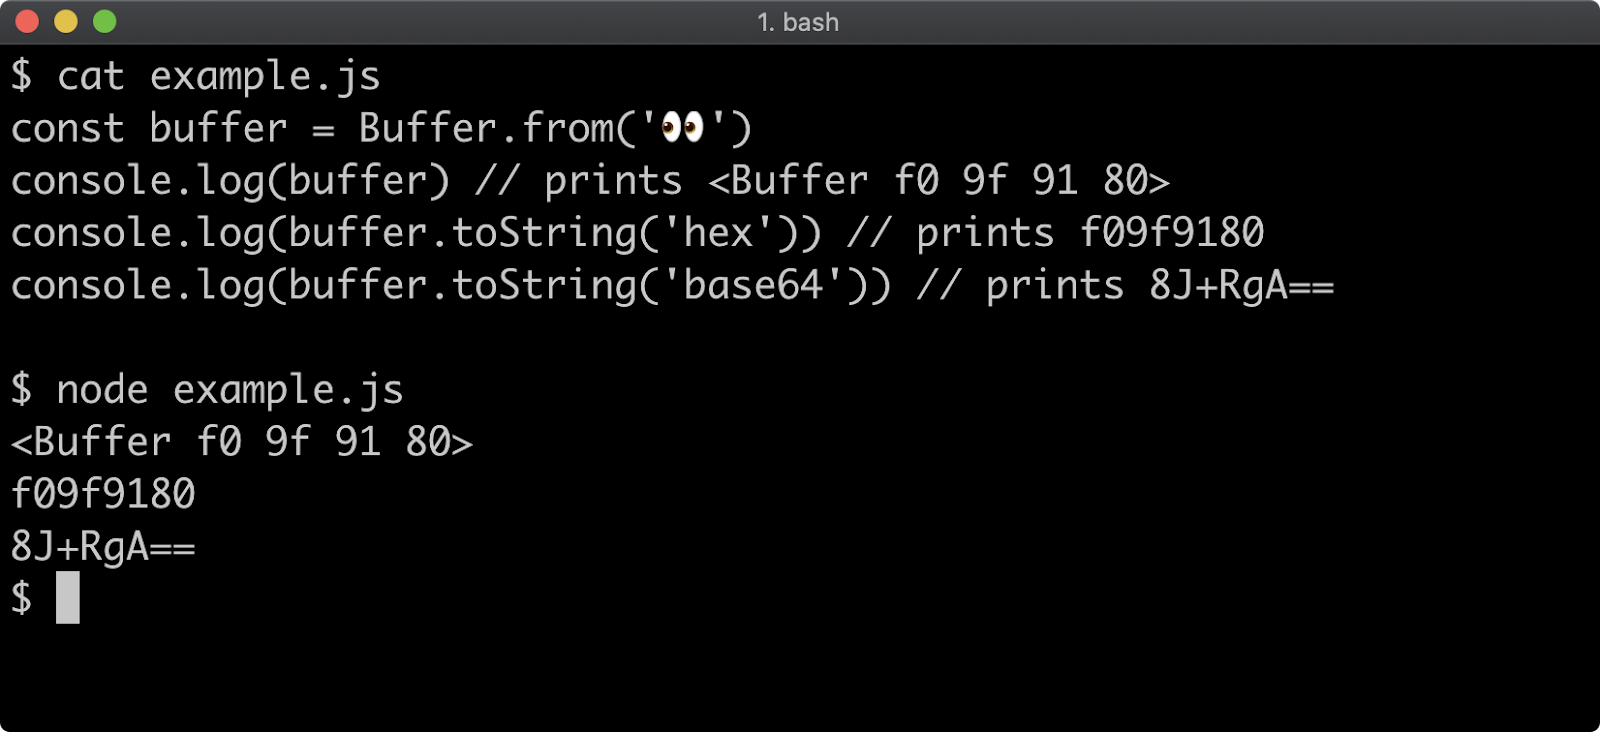 1. bash
$ cat example.js
const buffer = Buffer.from('👀')
console.log(buffer) // prints <Buffer f0 9f 91 80>
console.log(buffer.toString('hex')) // prints f09f9180
console.log(buffer.toString('base64')) // prints 8J+RgA==
$ node example.js
<Buffer f0 9f 91 80>
f09f9180
8J+RgA==
$